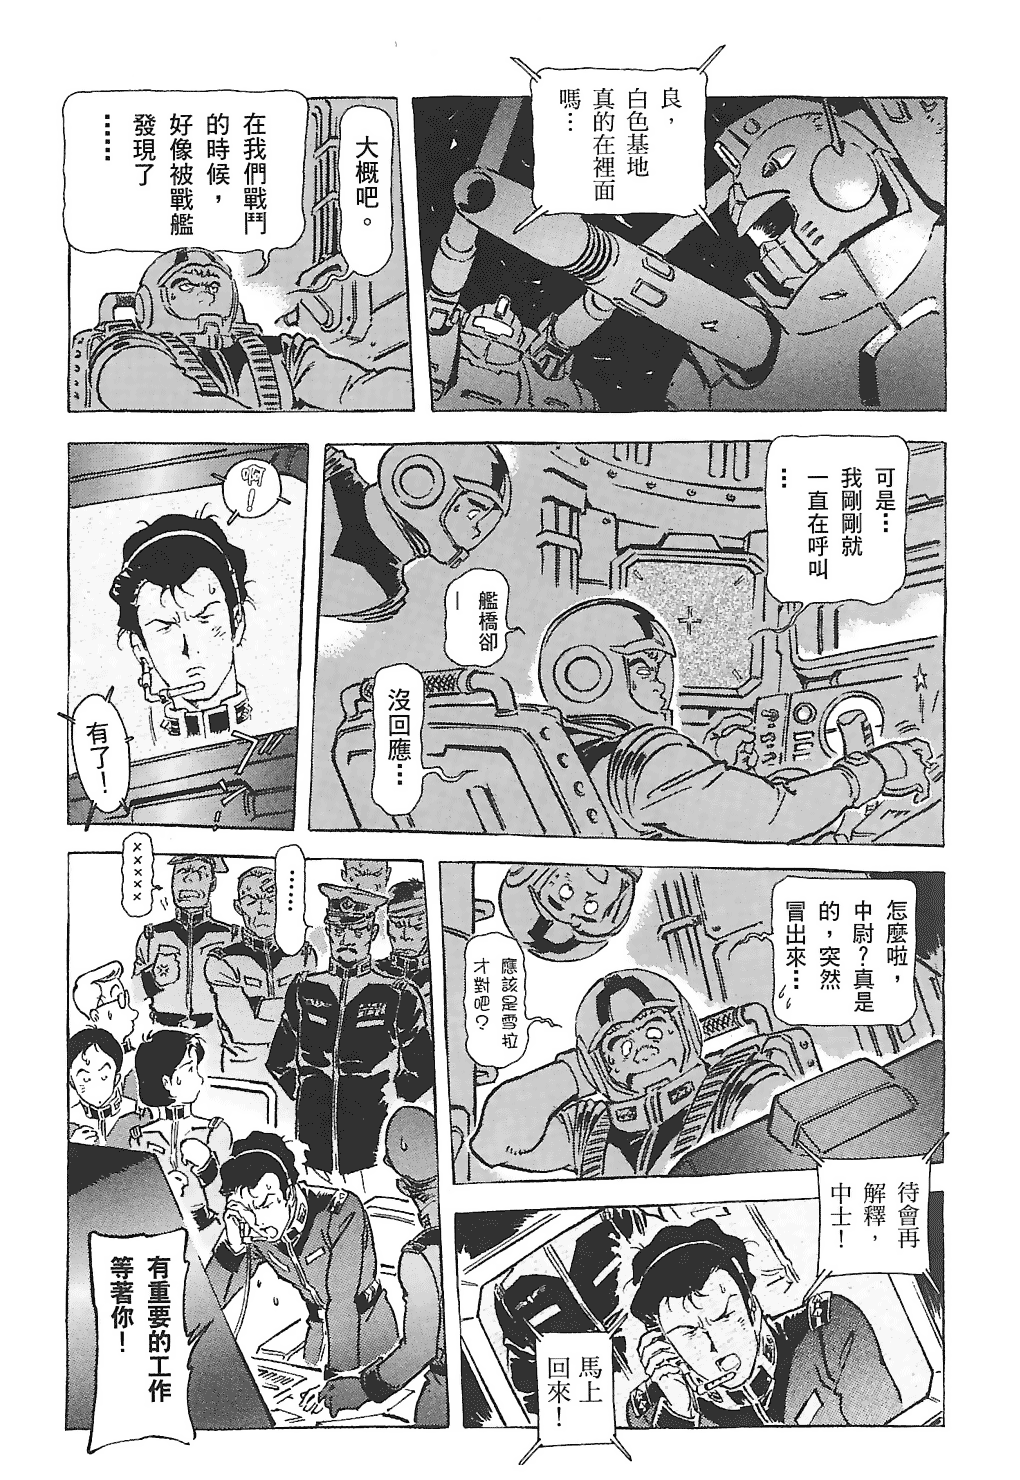 良，
白色基地
真的在裡面
嗎…
大概吧。
在我們戰鬥
的時候，
好像被戰艦
發現了
……
可是…
我剛剛就
一直在呼叫
…
艦橋卻
—
沒回應…
啊！
有了！
怎麼啦，
中尉？真是
的，突然
冒出來…
應該是雪拉
才對吧？
待會再
解釋，
中士！
馬上
回來！
……
×××××
有重要的工作
等著你！